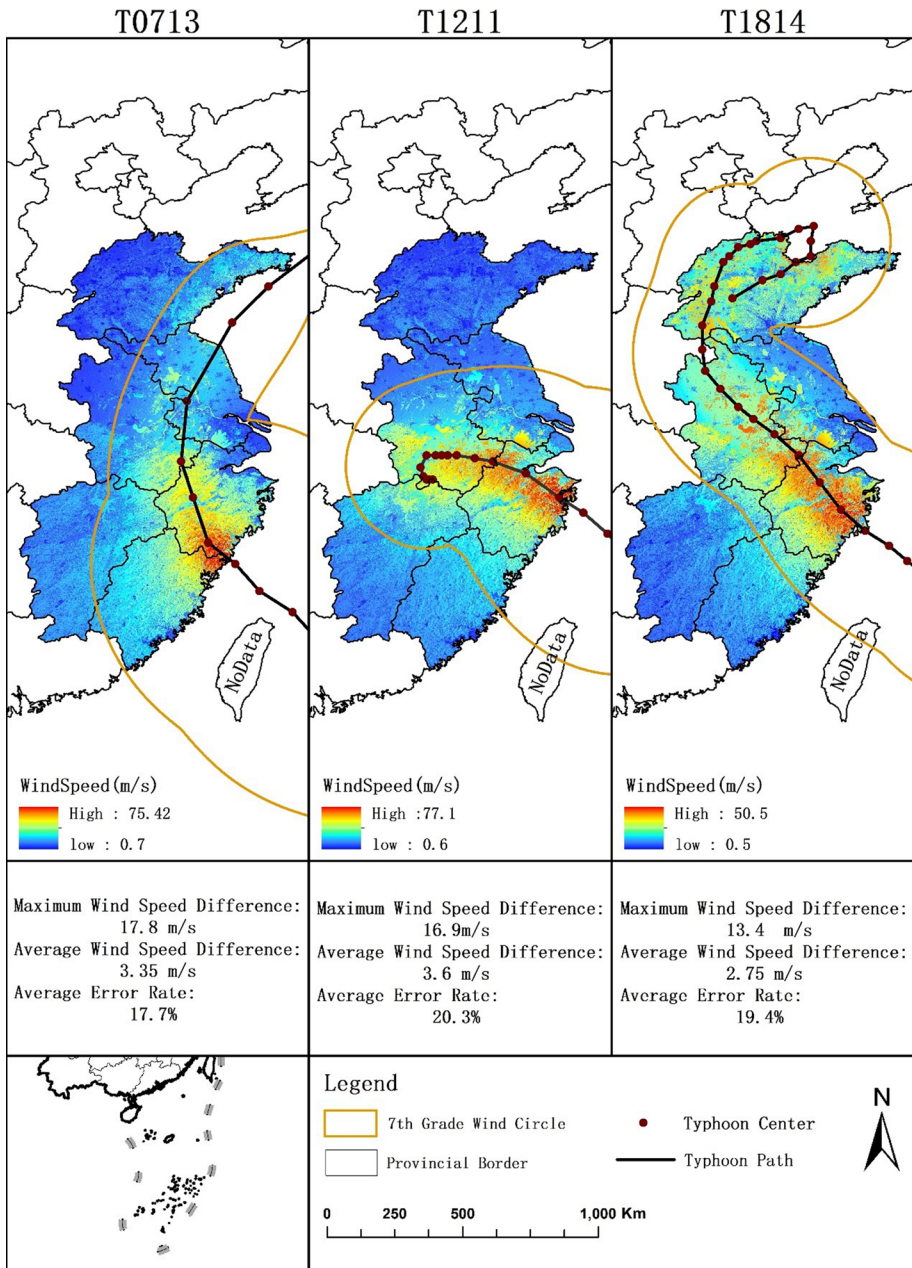 T0713
T1211
T1814
NoData
NoData
NoData
WindSpeed(m/s)
High : 75.42
low : 0.7
WindSpeed(m/s)
High :77.1
low : 0.6
WindSpeed(m/s)
High : 50.5
low : 0.5
Maximum Wind Speed Difference:
17.8 m/s
Average Wind Speed Difference:
3.35 m/s
Average Error Rate:
17.7%
Maximum Wind Speed Difference:
16.9m/s
Average Wind Speed Difference:
3.6 m/s
Average Error Rate:
20.3%
Maximum Wind Speed Difference:
13.4 m/s
Average Wind Speed Difference:
2.75 m/s
Average Error Rate:
19.4%
Legend
7th Grade Wind Circle
Typhoon Center
Provincial Border
Typhoon Path
N
0 250 500 1,000 Km